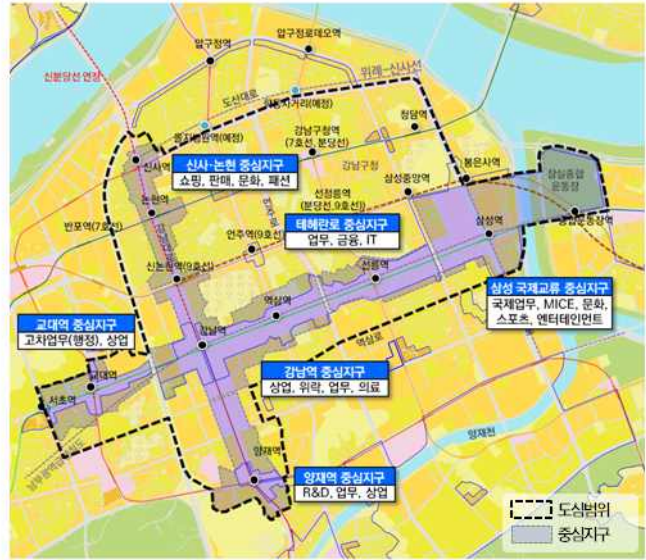 압구정역
압구정로데오역
신분당선 연장
위례-신사선
도산대로
을지병원역(예정)
청담역
강남구청역
(7호선, 분당선)
강남구청
신사역
신사·논현 중심지구
쇼핑, 판매, 문화, 패션
논현역
반포역(7호선)
삼성중앙역
봉은사역
잠실종합
운동장
종합운동장역
선정릉역
(분당선,9호선)
언주역(9호선)
테헤란로 중심지구
업무, 금융, IT
삼성역
신논현역(9호선)
선릉역
삼성 국제교류 중심지구
국제업무, MICE, 문화,
스포츠, 엔터테인먼트
역삼역
교대역 중심지구
고차업무(행정), 상업
강남역
역삼로
강남역 중심지구
상업, 위락, 업무, 의료
교대역
서초역
양재역
양재천
양재역 중심지구
R&D, 업무, 상업
도심범위
중심지구